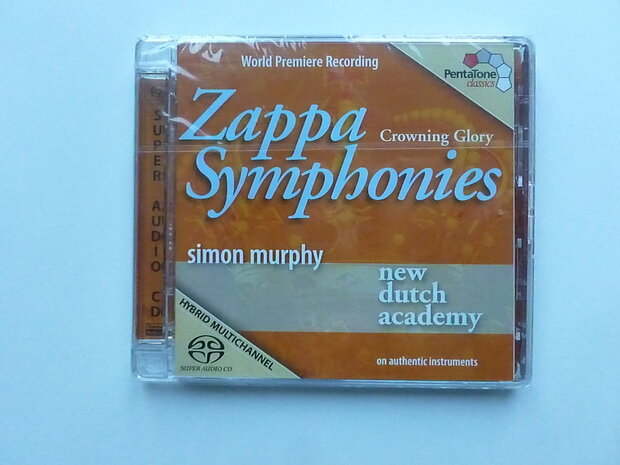 World Premiere Recording
PentaTone
classics
Zappa
Crowning Glory
Symphonies
simon murphy
new
dutch
academy
HYBRID MULTICHANNEL
SUPER AUDIO CD
on authentic instruments
SUPER AUDIO CD